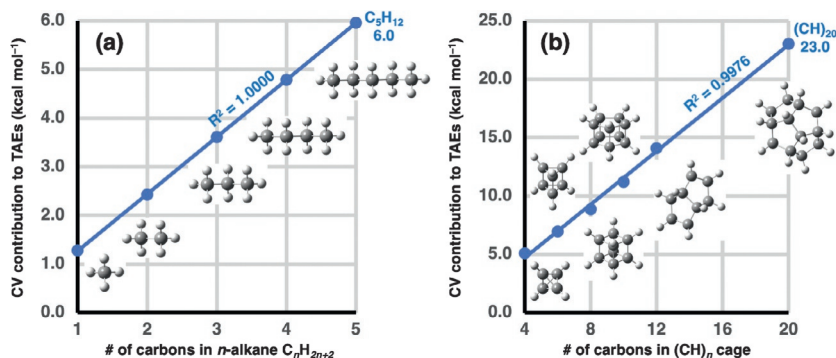 (a)
CV contribution to TAEs (kcal mol⁻¹)
6.0
5.0
4.0
3.0
2.0
1.0
0.0
C₅H₁₂
6.0
R² = 1.0000
1 2 3 4 5
# of carbons in n-alkane CₙH₂ₙ₊₂
(b)
CV contribution to TAEs (kcal mol⁻¹)
25.0
20.0
15.0
10.0
5.0
0.0
(CH)₂₀
23.0
R² = 0.9976
4 8 12 16 20
# of carbons in (CH)ₙ cage